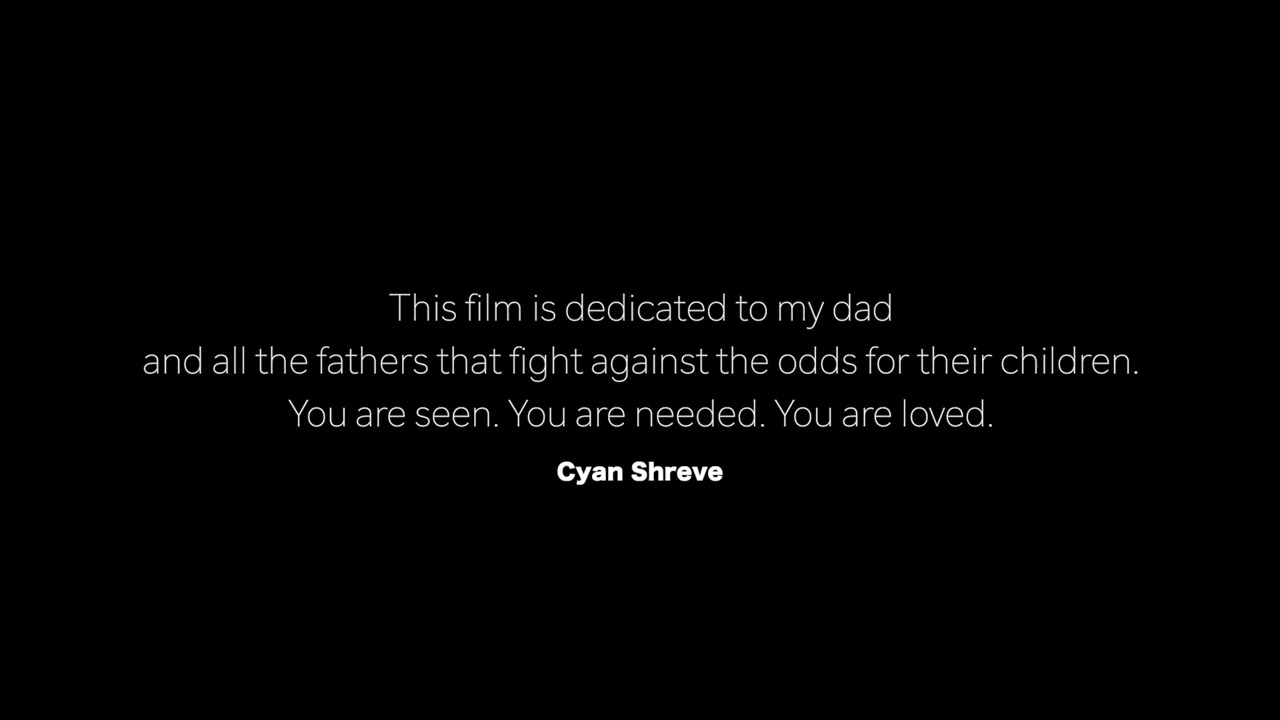 This film is dedicated to my dad
and all the fathers that fight against the odds for their children.
You are seen. You are needed. You are loved.
Cyan Shreve